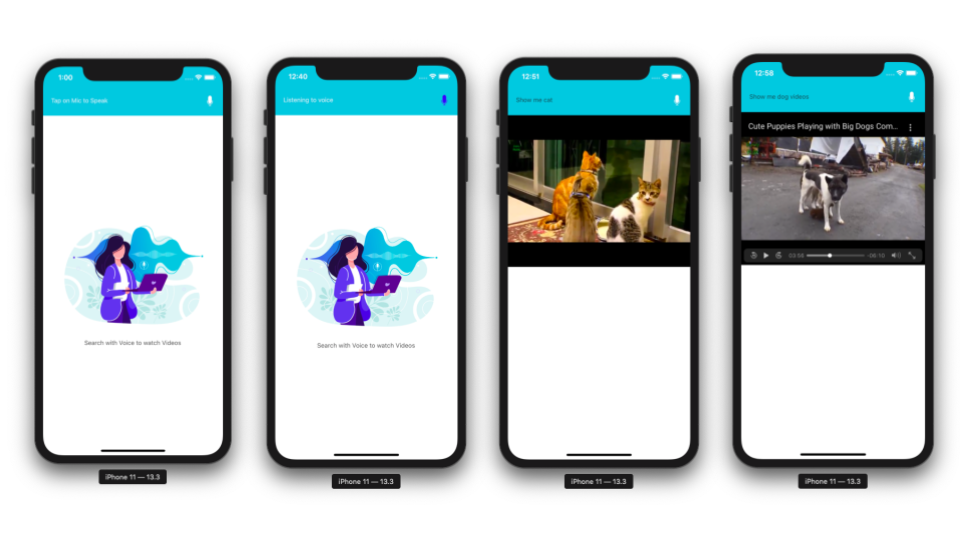 1:00
Tap on Mic to Speak
Search with Voice to watch Videos
iPhone 11 — 13.3
12:40
Listening to voice
Search with Voice to watch Videos
iPhone 11 — 13.3
12:51
Show me cat
iPhone 11 — 13.3
12:58
Show me dog videos
Cute Puppies Playing with Big Dogs Com...
03:54
-06:10
iPhone 11 — 13.3